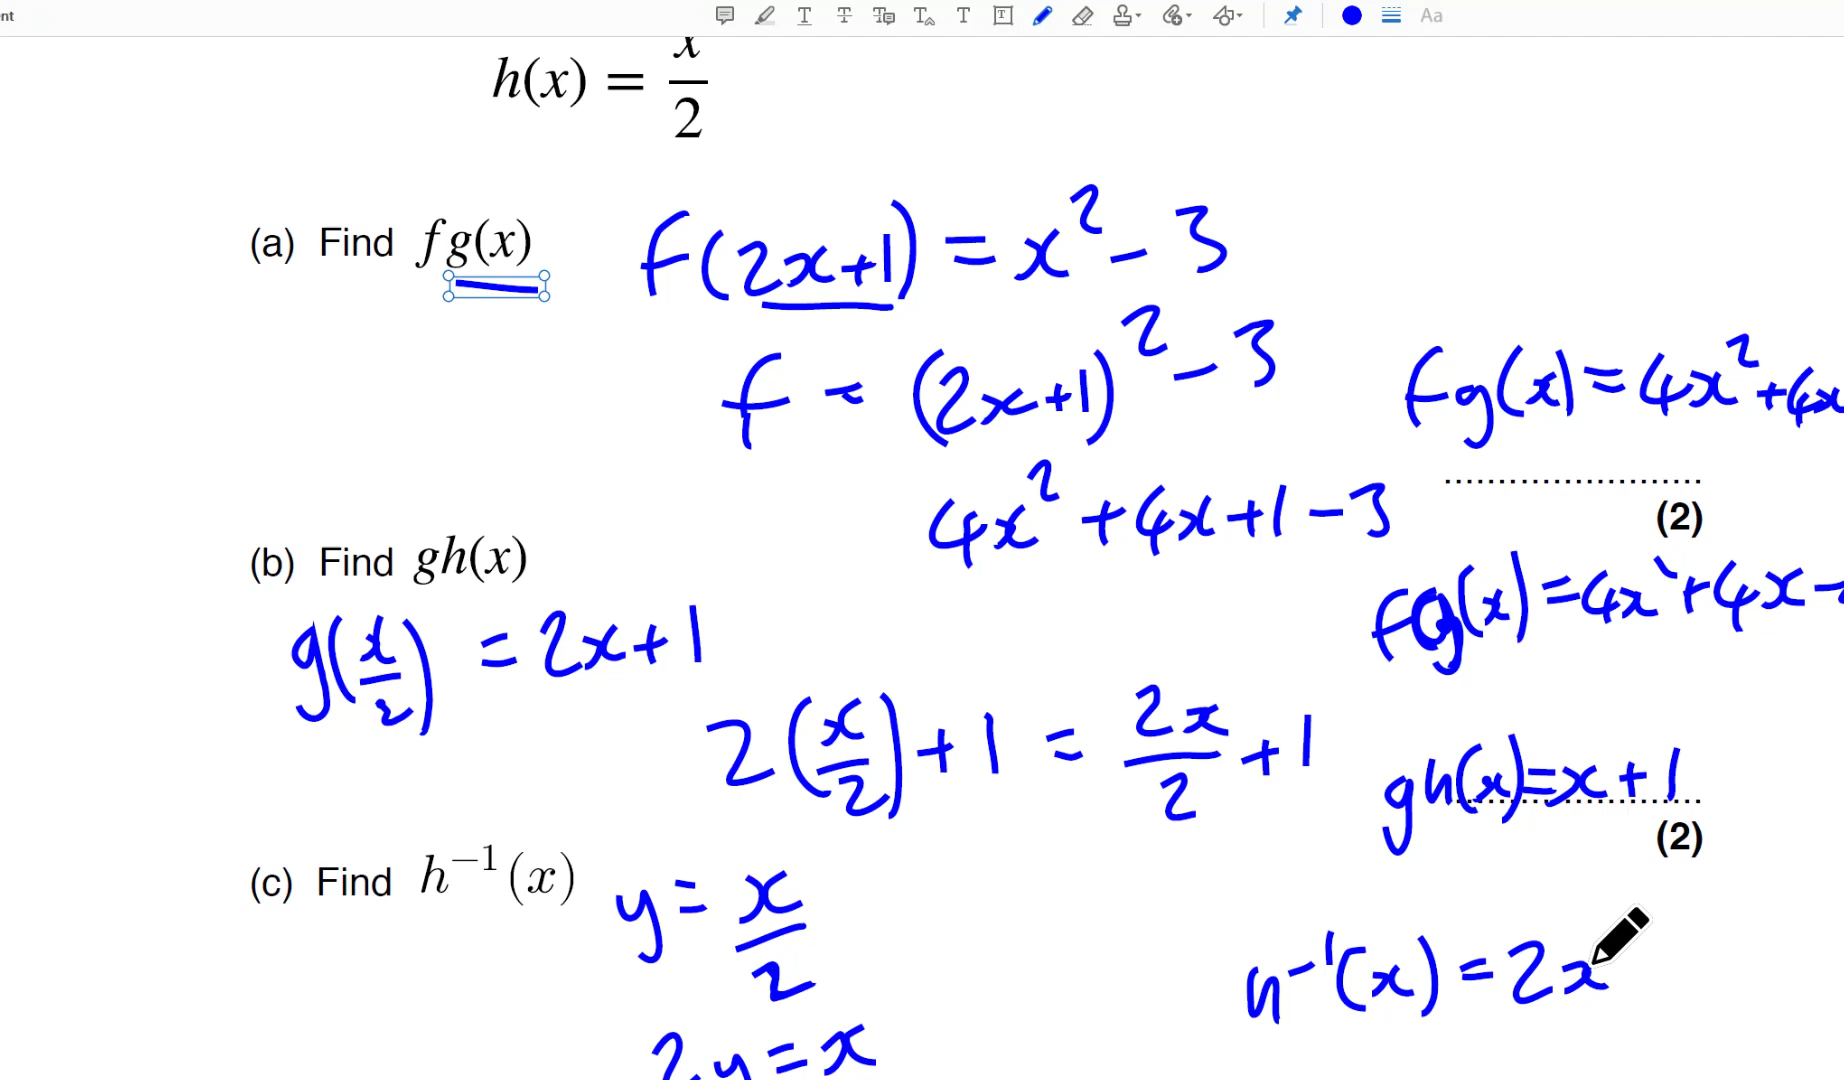 nt
h(x) = x/2
(a) Find fg(x)
f(2x+1) = x² - 3
f = (2x+1)² - 3
fg(x) = 4x² + 4x
4x² + 4x + 1 - 3
(2)
(b) Find gh(x)
fg(x) = 4x² + 4x -
g(x/2) = 2x + 1
2(x/2) + 1 = 2x/2 + 1
gh(x) = x + 1
(2)
(c) Find h⁻¹(x)
y = x/2
h⁻¹(x) = 2x
2y = x